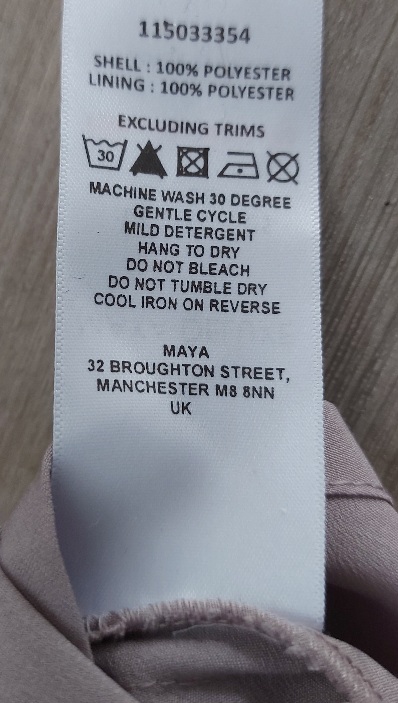 115033354
SHELL : 100% POLYESTER
LINING : 100% POLYESTER
EXCLUDING TRIMS
30
MACHINE WASH 30 DEGREE
GENTLE CYCLE
MILD DETERGENT
HANG TO DRY
DO NOT BLEACH
DO NOT TUMBLE DRY
COOL IRON ON REVERSE
MAYA
32 BROUGHTON STREET,
MANCHESTER M8 8NN
UK